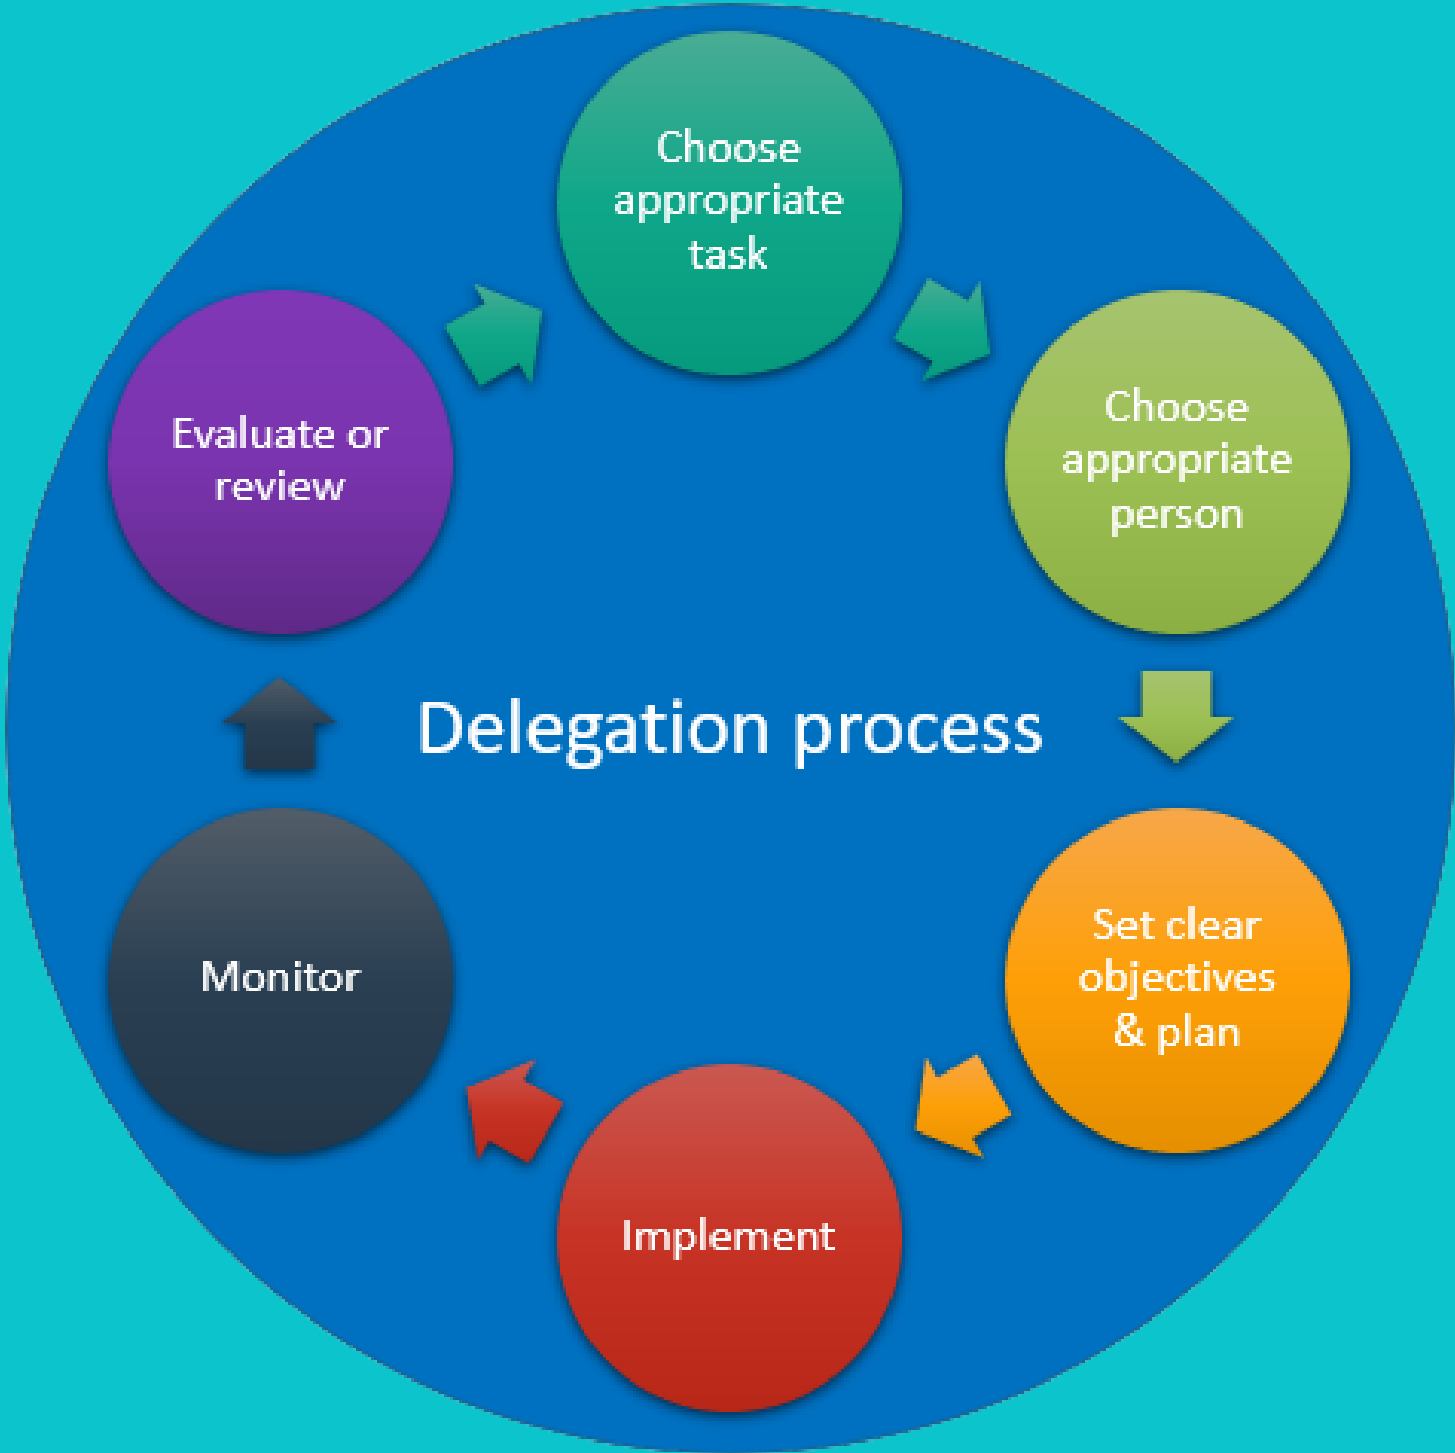 Choose
appropriate
task
Choose
appropriate
person
Set clear
objectives
& plan
Implement
Monitor
Evaluate or
review
Delegation process